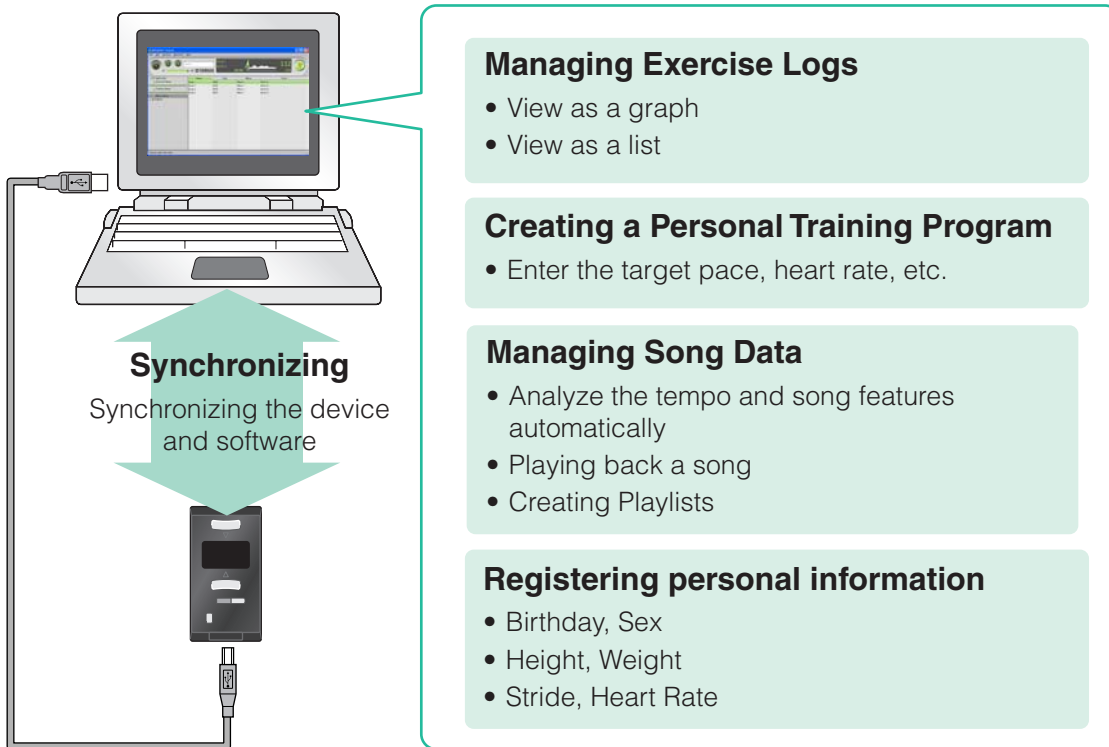 Managing Exercise Logs
• View as a graph
• View as a list
Creating a Personal Training Program
• Enter the target pace, heart rate, etc.
Synchronizing
Synchronizing the device
and software
Managing Song Data
• Analyze the tempo and song features
automatically
• Playing back a song
• Creating Playlists
Registering personal information
• Birthday, Sex
• Height, Weight
• Stride, Heart Rate